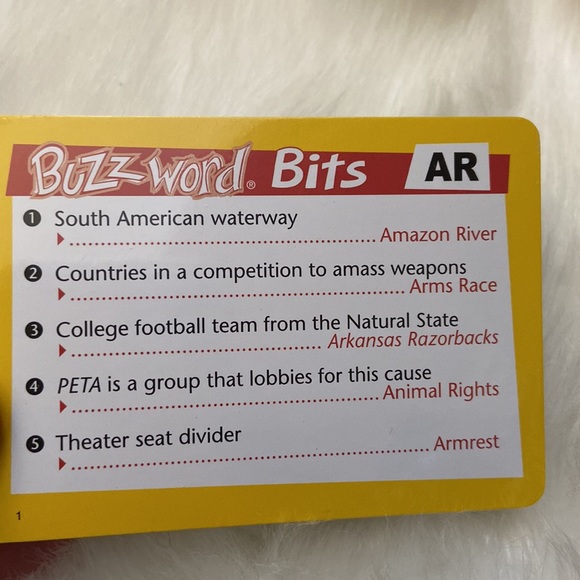 Buzzword® Bits AR
1 South American waterway
Amazon River
2 Countries in a competition to amass weapons
Arms Race
3 College football team from the Natural State
Arkansas Razorbacks
4 PETA is a group that lobbies for this cause
Animal Rights
5 Theater seat divider
Armrest
1